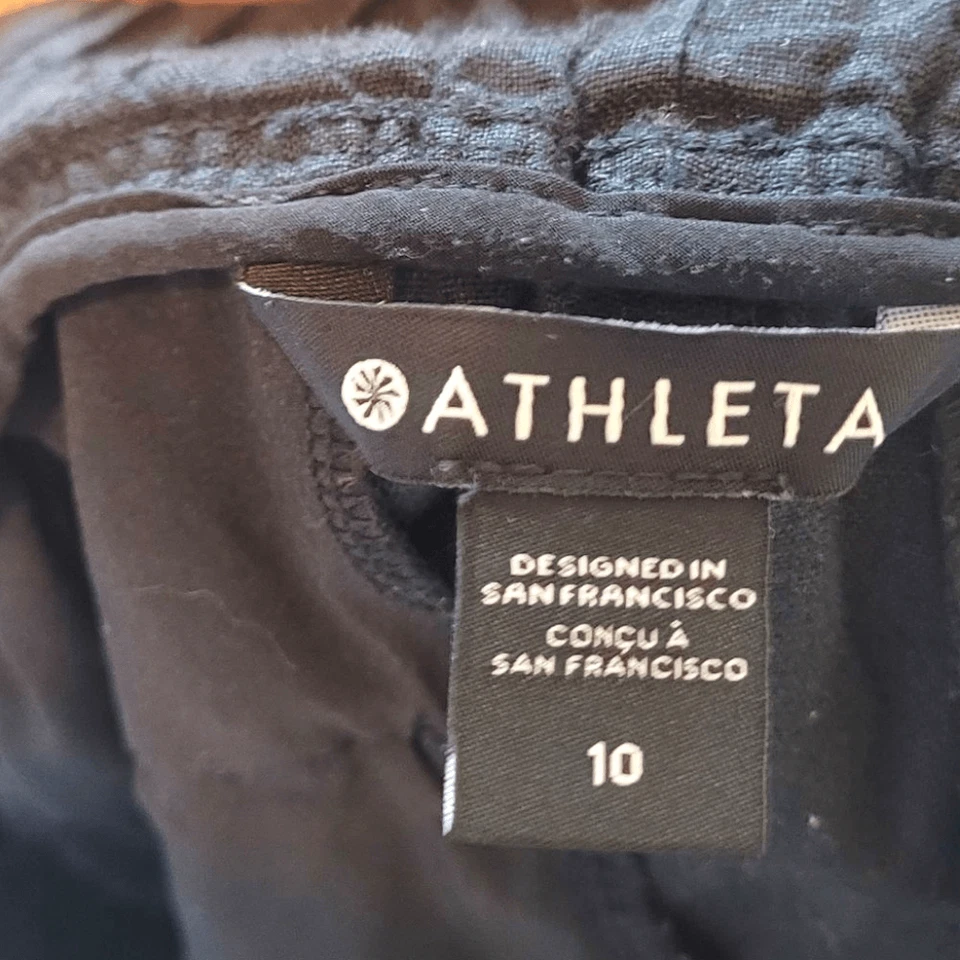 ATHLETA
DESIGNED IN
SAN FRANCISCO
CONÇU À
SAN FRANCISCO
10